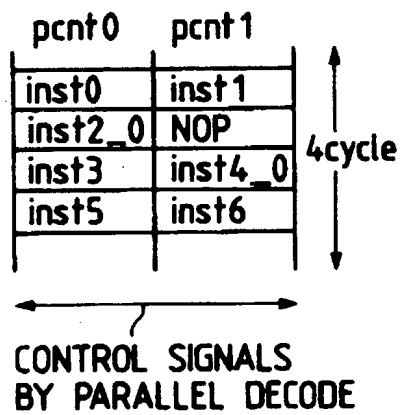 pcnt0 pcnt1
inst0 inst1
inst2_0 NOP
inst3 inst4_0
inst5 inst6
4cycle
CONTROL SIGNALS
BY PARALLEL DECODE